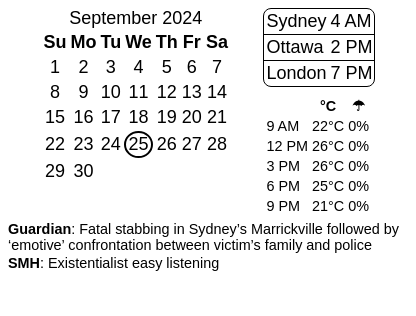 September 2024
Su Mo Tu We Th Fr Sa
1 2 3 4 5 6 7
8 9 10 11 12 13 14
15 16 17 18 19 20 21
22 23 24 25 26 27 28
29 30
Sydney 4 AM
Ottawa 2 PM
London 7 PM
°C ☂
9 AM 22°C 0%
12 PM 26°C 0%
3 PM 26°C 0%
6 PM 25°C 0%
9 PM 21°C 0%
Guardian: Fatal stabbing in Sydney’s Marrickville followed by
‘emotive’ confrontation between victim’s family and police
SMH: Existentialist easy listening